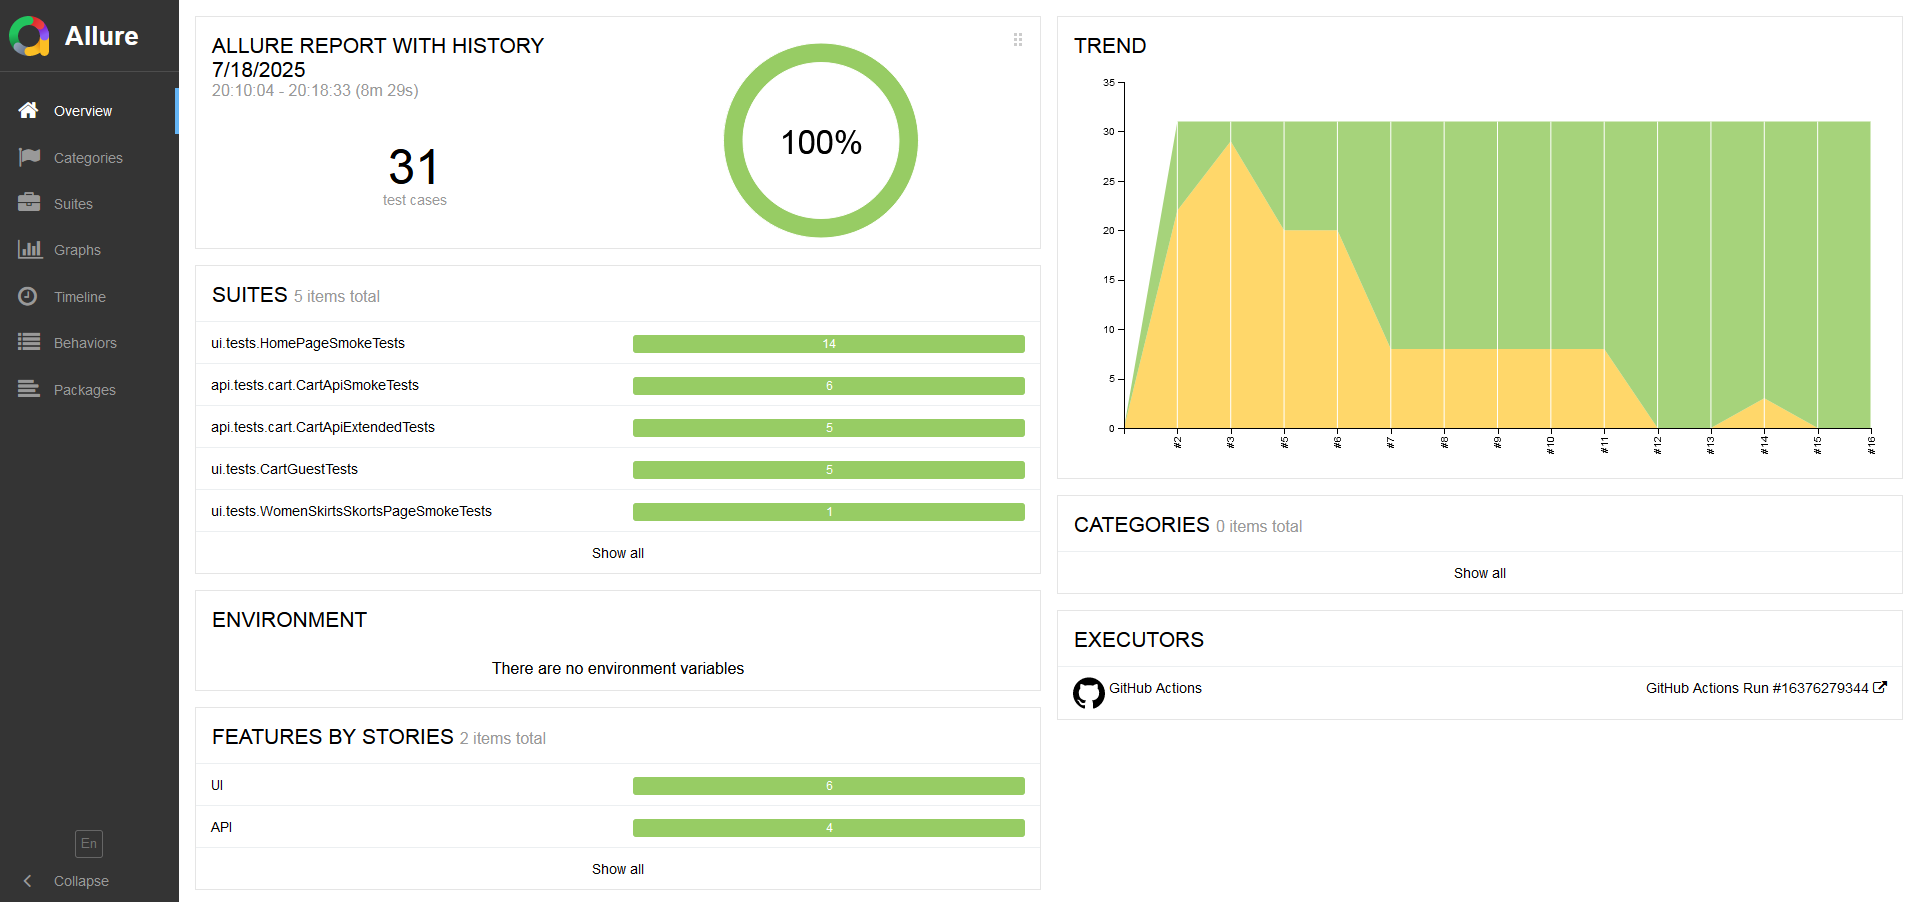 Allure
Overview
Categories
Suites
Graphs
Timeline
Behaviors
Packages
En
Collapse
ALLURE REPORT WITH HISTORY
7/18/2025
20:10:04 - 20:18:33 (8m 29s)
31
test cases
100%
SUITES 5 items total
ui.tests.HomePageSmokeTests 14
api.tests.cart.CartApiSmokeTests 6
api.tests.cart.CartApiExtendedTests 5
ui.tests.CartGuestTests 5
ui.tests.WomenSkirtsSkortsPageSmokeTests 1
Show all
ENVIRONMENT
There are no environment variables
FEATURES BY STORIES 2 items total
UI 6
API 4
Show all
TREND
35
30
25
20
15
10
5
0
#2 #3 #5 #6 #7 #8 #9 #10 #11 #12 #13 #14 #15 #16
CATEGORIES 0 items total
Show all
EXECUTORS
GitHub Actions GitHub Actions Run #16376279344